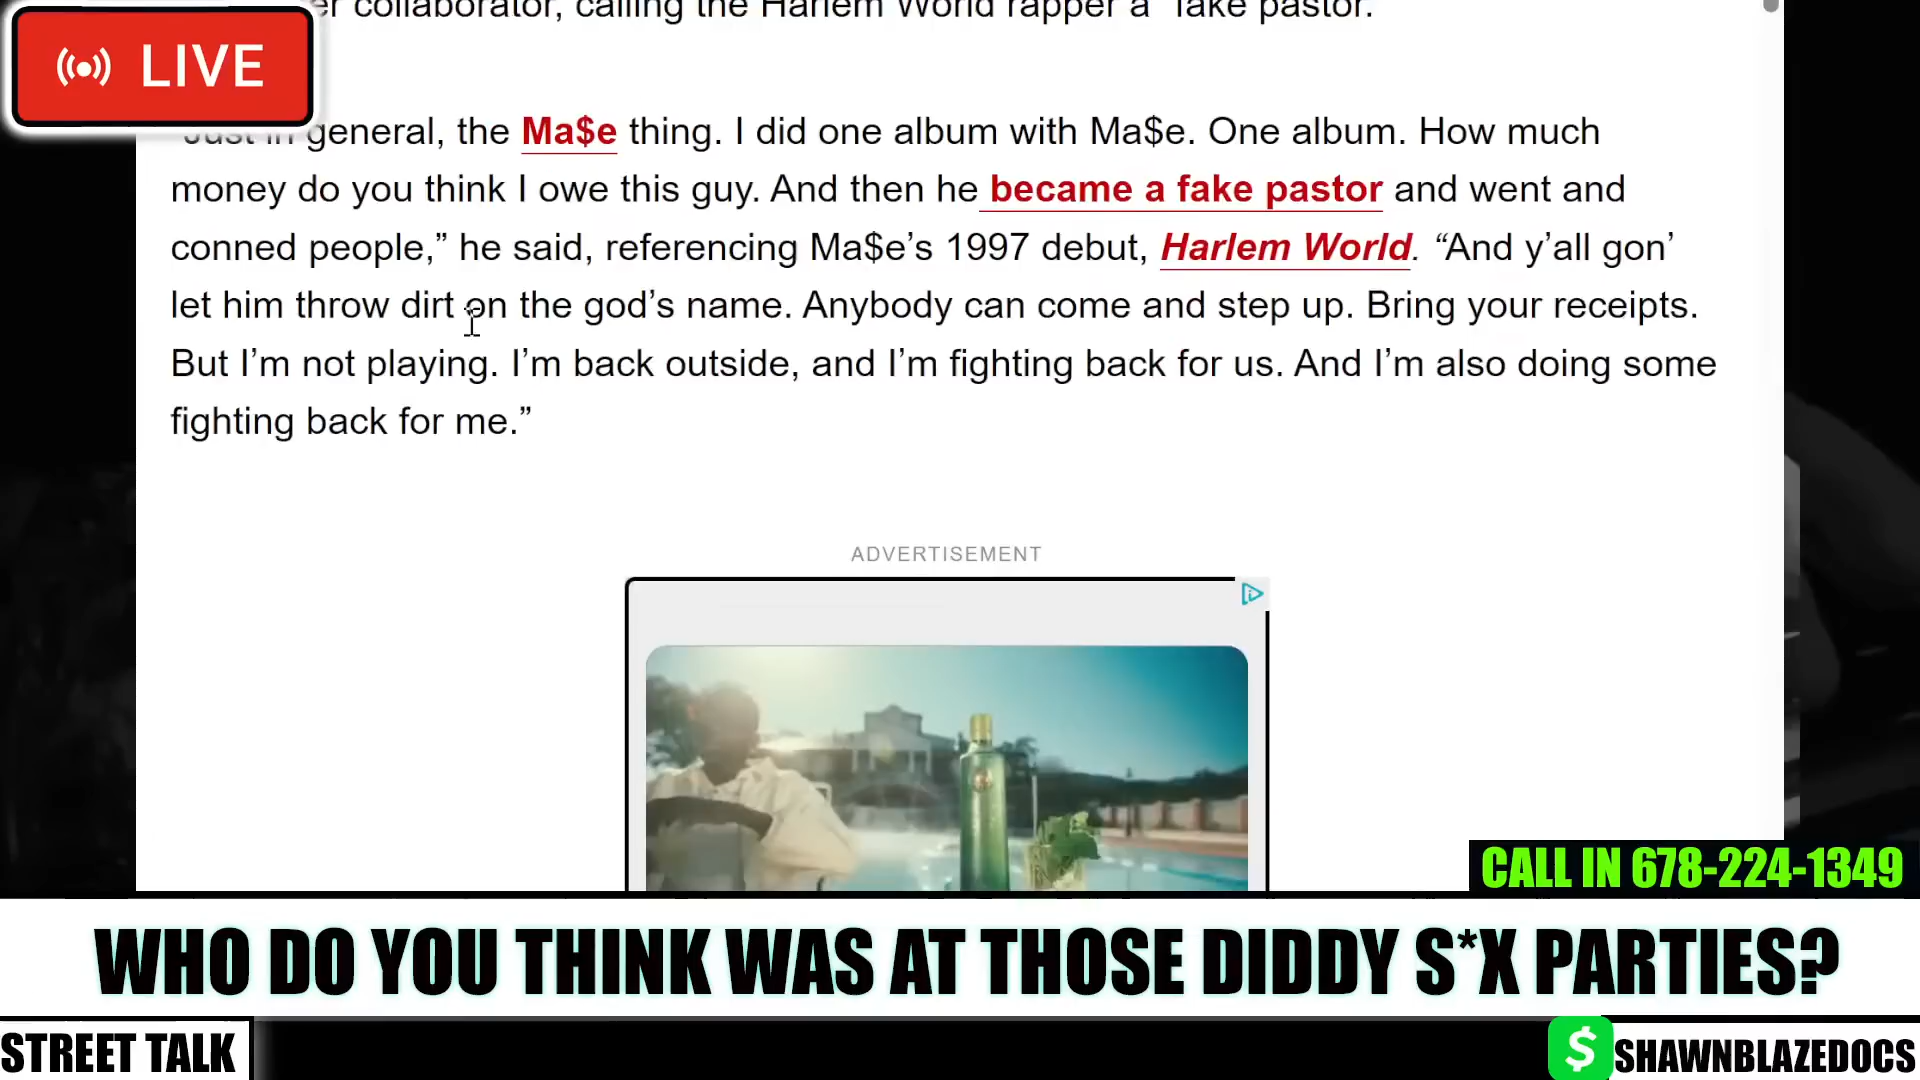 er collaborator, calling the Harlem World rapper a “fake pastor.”
LIVE
“Just in general, the Ma$e thing. I did one album with Ma$e. One album. How much
money do you think I owe this guy. And then he became a fake pastor and went and
conned people,” he said, referencing Ma$e’s 1997 debut, Harlem World. “And y’all gon’
let him throw dirt on the god’s name. Anybody can come and step up. Bring your receipts.
But I’m not playing. I’m back outside, and I’m fighting back for us. And I’m also doing some
fighting back for me.”
ADVERTISEMENT
CALL IN 678-224-1349
WHO DO YOU THINK WAS AT THOSE DIDDY S*X PARTIES?
STREET TALK
$ SHAWNBLAZEDOCS